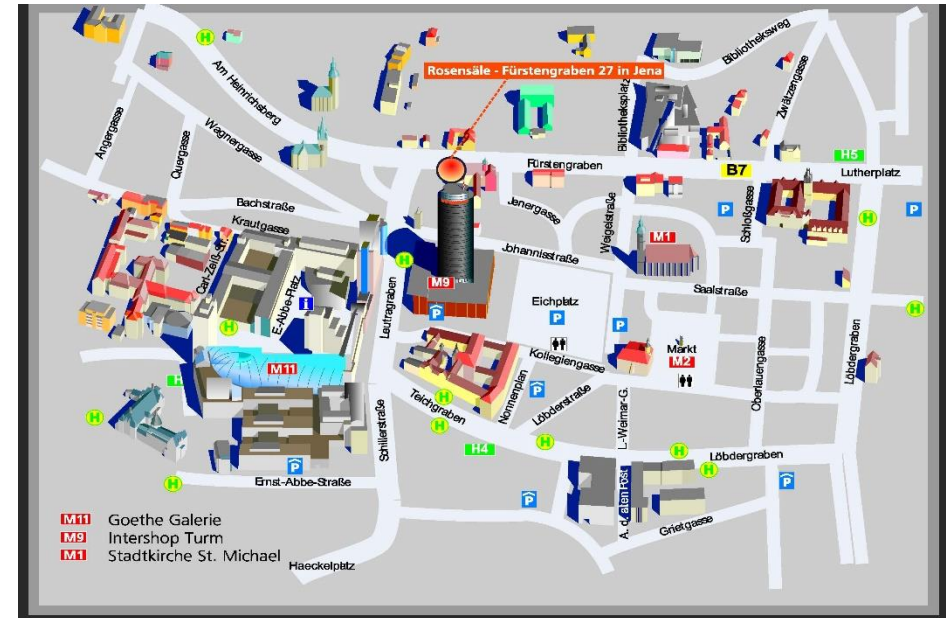 H
Rosensäle - Fürstengraben 27 in Jena
Bibliotheksweg
Am Heinrichsberg
Zwätzengasse
Bibliotheksplatz
Angergasse
Quergasse
Wagnergasse
Fürstengraben
B7
H5
Lutherplatz
Bachstraße
Krautgasse
Jenergasse
Weigelstraße
Schloßgasse
P
P
H
M1
Carl-Zeiß-Str.
E.-Abbe-Platz
i
H
M9
Johannisstraße
Saalstraße
H
Leutragraben
P
Eichplatz
P
P
H
Markt
M2
Kollegiengasse
Oberlauengasse
Löbdergraben
M11
H
Nonnenplan
P
Löbderstraße
L.-Weimar-G.
Teichgraben
H
H
H
Schillerstraße
H4
H
H
H
Löbdergraben
P
H
Ernst-Abbe-Straße
P
P
A. d. alten Post
Grietgasse
M11 Goethe Galerie
M9 Intershop Turm
M1 Stadtkirche St. Michael
Haeckelplatz